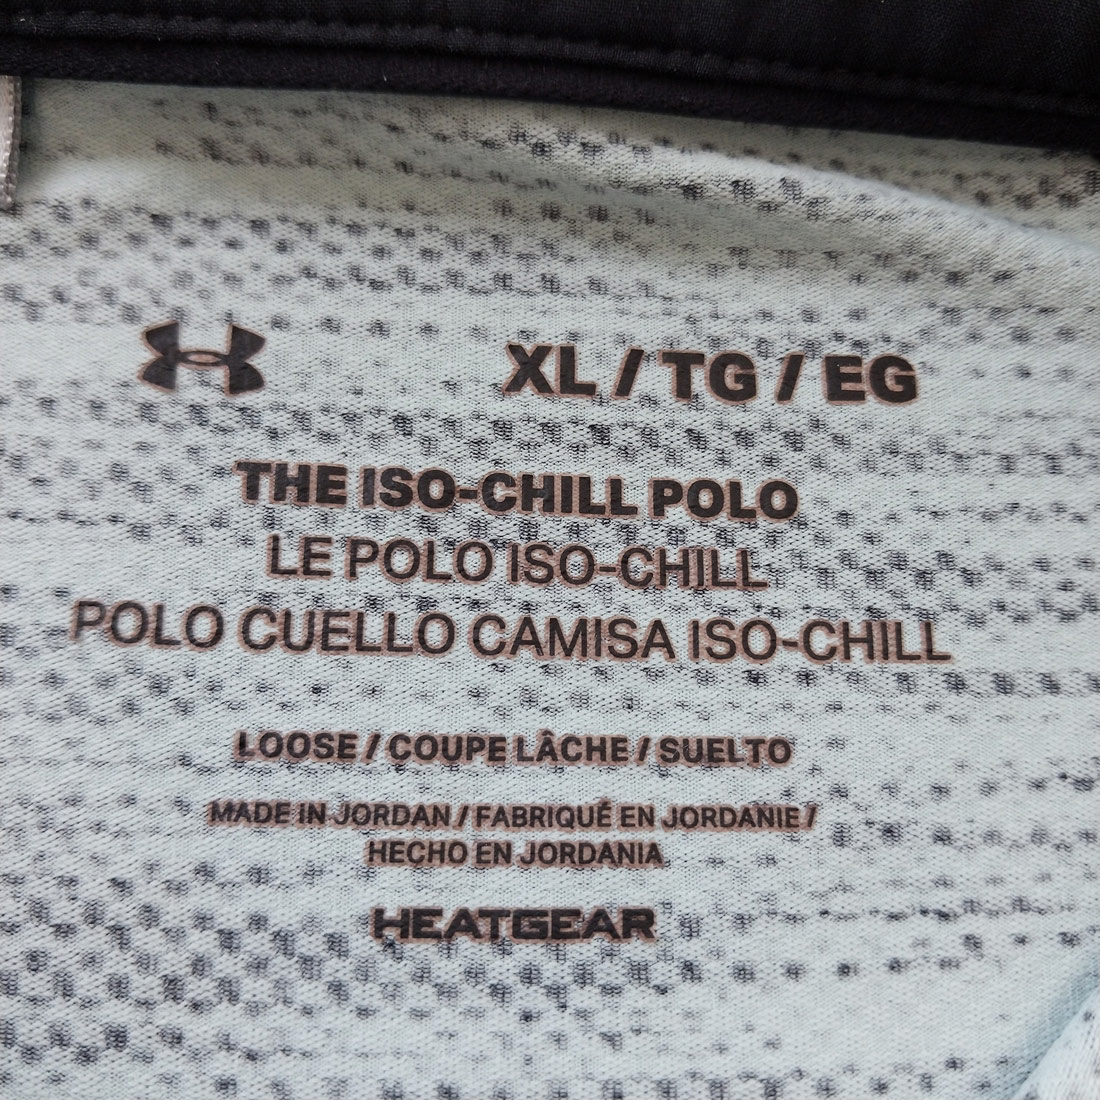 XL / TG / EG
THE ISO-CHILL POLO
LE POLO ISO-CHILL
POLO CUELLO CAMISA ISO-CHILL
LOOSE / COUPE LÂCHE / SUELTO
MADE IN JORDAN / FABRIQUÉ EN JORDANIE /
HECHO EN JORDANIA
HEATGEAR